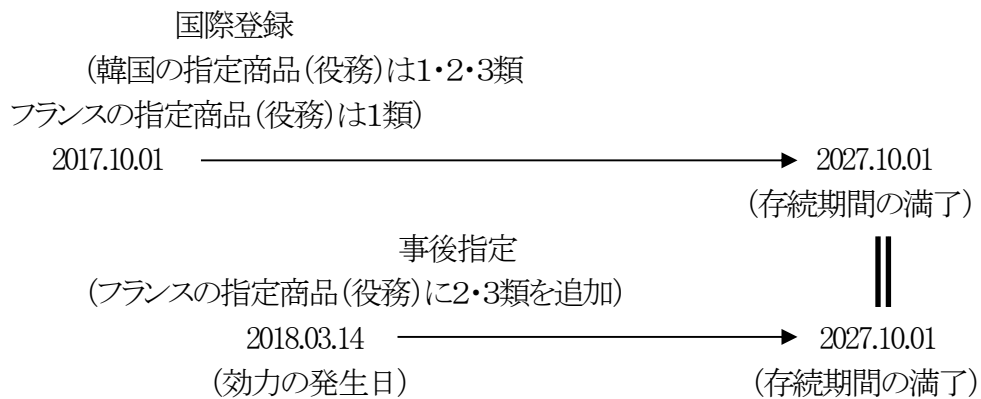 国際登録
（韓国の指定商品（役務）は１・２・３類
フランスの指定商品（役務）は１類）
2017.10.01 2027.10.01
（存続期間の満了）
事後指定
（フランスの指定商品（役務）に２・３類を追加）
2018.03.14 2027.10.01
（効力の発生日） （存続期間の満了）